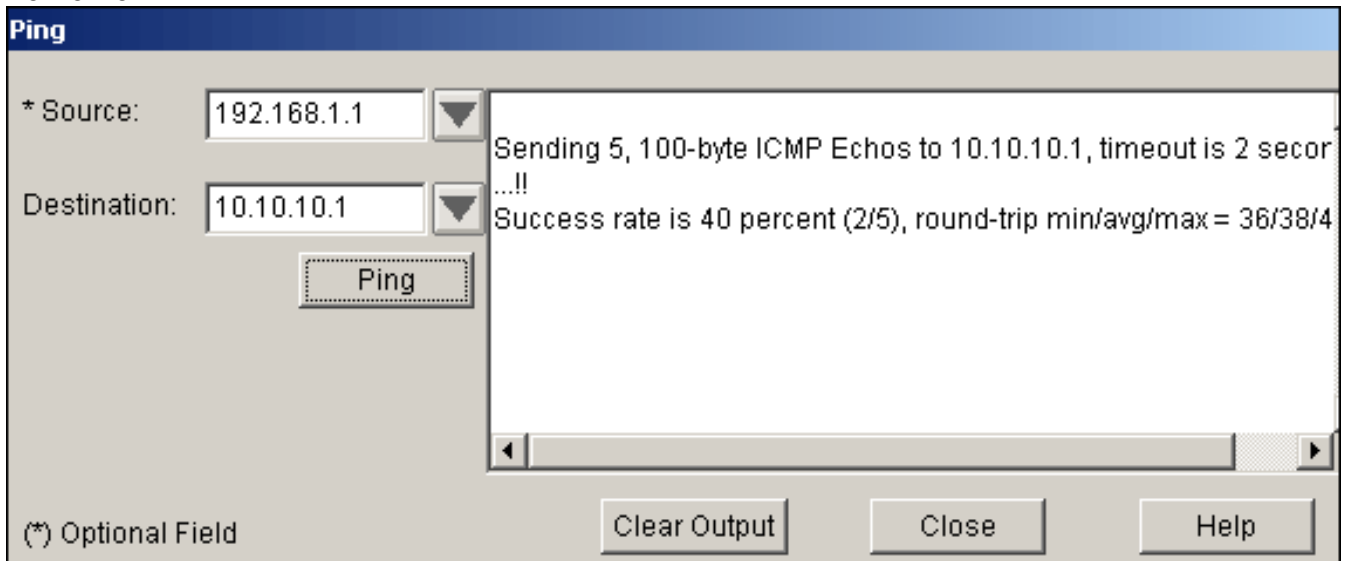 Ping
* Source:
192.168.1.1
Destination:
10.10.10.1
Ping
Sending 5, 100-byte ICMP Echos to 10.10.10.1, timeout is 2 secor
...!!
Success rate is 40 percent (2/5), round-trip min/avg/max = 36/38/4
(*) Optional Field
Clear Output
Close
Help